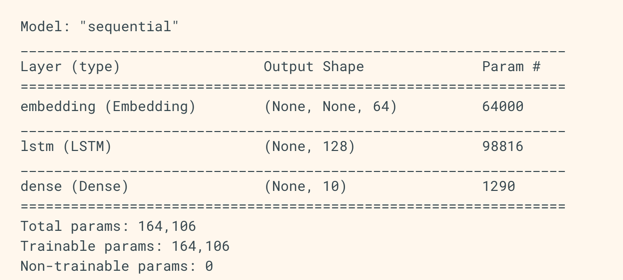 Model: "sequential"
_________________________________________________________________
Layer (type)                 Output Shape              Param #
=================================================================
embedding (Embedding)        (None, None, 64)          64000
_________________________________________________________________
lstm (LSTM)                  (None, 128)               98816
_________________________________________________________________
dense (Dense)                (None, 10)                1290
=================================================================
Total params: 164,106
Trainable params: 164,106
Non-trainable params: 0